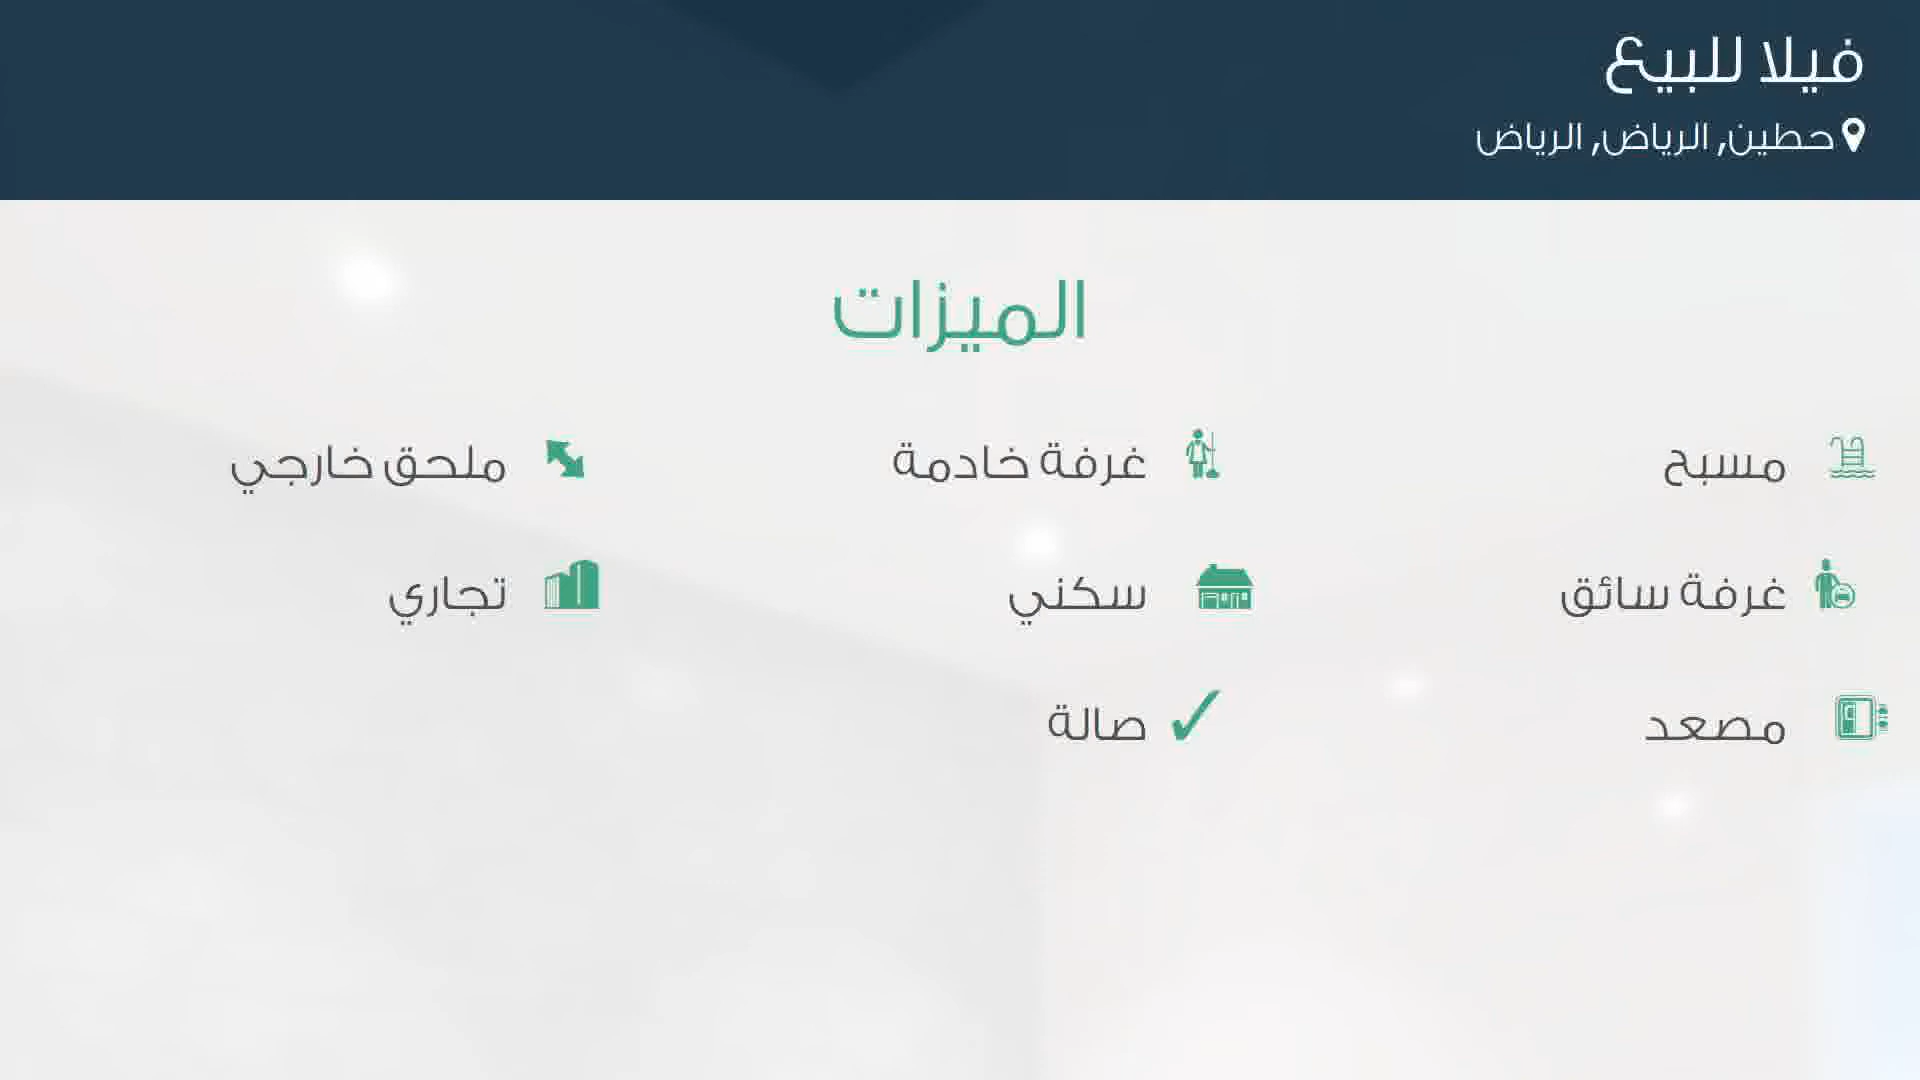 فيلا للبيع
حطين, الرياض, الرياض
الميزات
مسبح
غرفة خادمة
ملحق خارجي
غرفة سائق
سكني
تجاري
مصعد
صالة